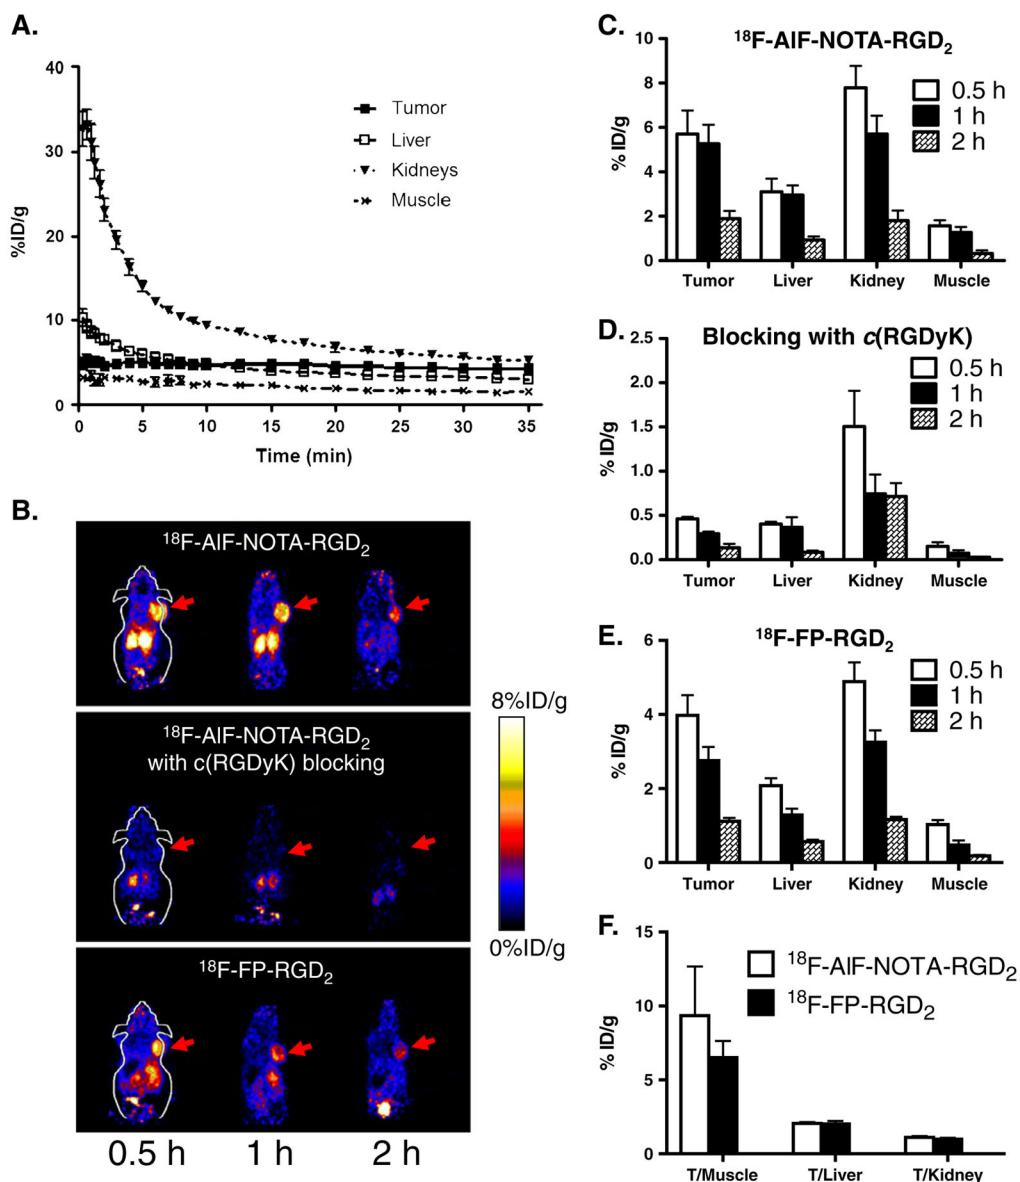 A.
40
30
20
10
0
%ID/g
Tumor
Liver
Kidneys
Muscle
0 5 10 15 20 25 30 35
Time (min)
B.
¹⁸F-AlF-NOTA-RGD₂
¹⁸F-AlF-NOTA-RGD₂
with c(RGDyK) blocking
¹⁸F-FP-RGD₂
0.5 h 1 h 2 h
8%ID/g
0%ID/g
C.
¹⁸F-AlF-NOTA-RGD₂
10
8
6
4
2
0
% ID/g
0.5 h
1 h
2 h
Tumor Liver Kidney Muscle
D.
Blocking with c(RGDyK)
2.5
2.0
1.5
1.0
0.5
0.0
% ID/g
0.5 h
1 h
2 h
Tumor Liver Kidney Muscle
E.
¹⁸F-FP-RGD₂
6
4
2
0
% ID/g
0.5 h
1 h
2 h
Tumor Liver Kidney Muscle
F.
15
10
5
0
% ID/g
¹⁸F-AlF-NOTA-RGD₂
¹⁸F-FP-RGD₂
T/Muscle T/Liver T/Kidney